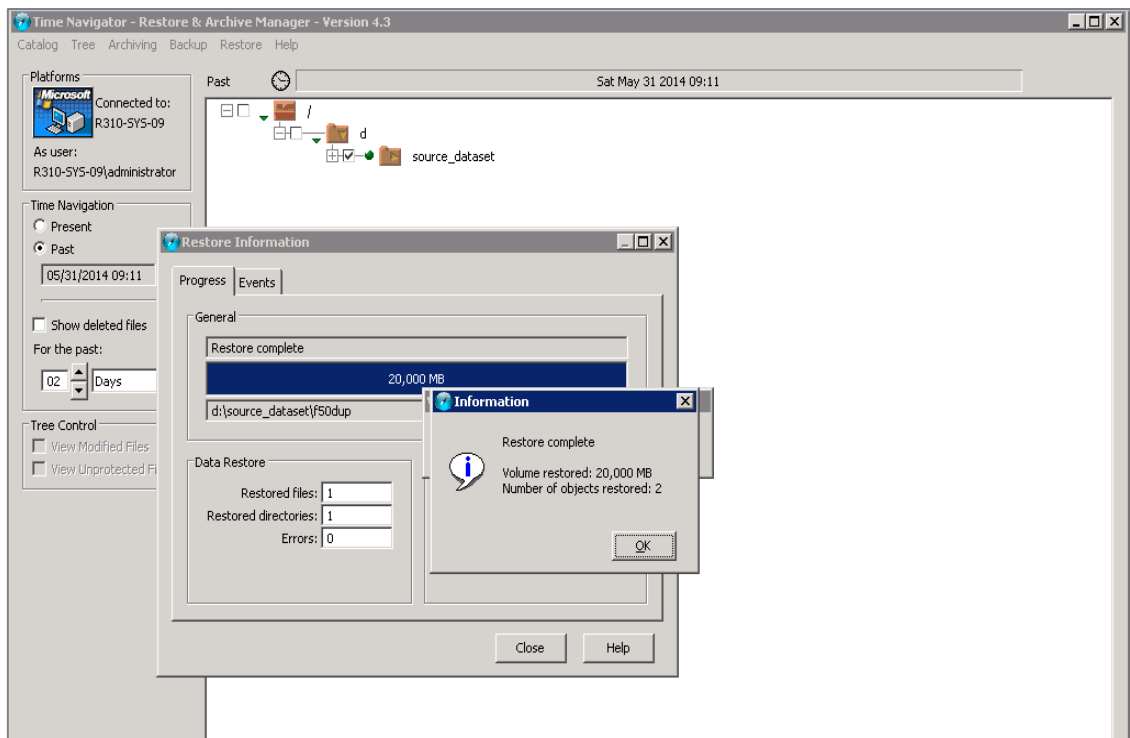 Time Navigator - Restore & Archive Manager - Version 4.3
Catalog Tree Archiving Backup Restore Help
Platforms
Microsoft
Connected to:
R310-SYS-09
As user:
R310-SYS-09\administrator
Past
Sat May 31 2014 09:11
/
d
source_dataset
Time Navigation
Present
Past
05/31/2014 09:11
Show deleted files
For the past:
02 Days
Tree Control
View Modified Files
View Unprotected Fi
Restore Information
Progress Events
General
Restore complete
20,000 MB
d:\source_dataset\f50dup
Data Restore
Restored files: 1
Restored directories: 1
Errors: 0
Close Help
Information
Restore complete
Volume restored: 20,000 MB
Number of objects restored: 2
OK